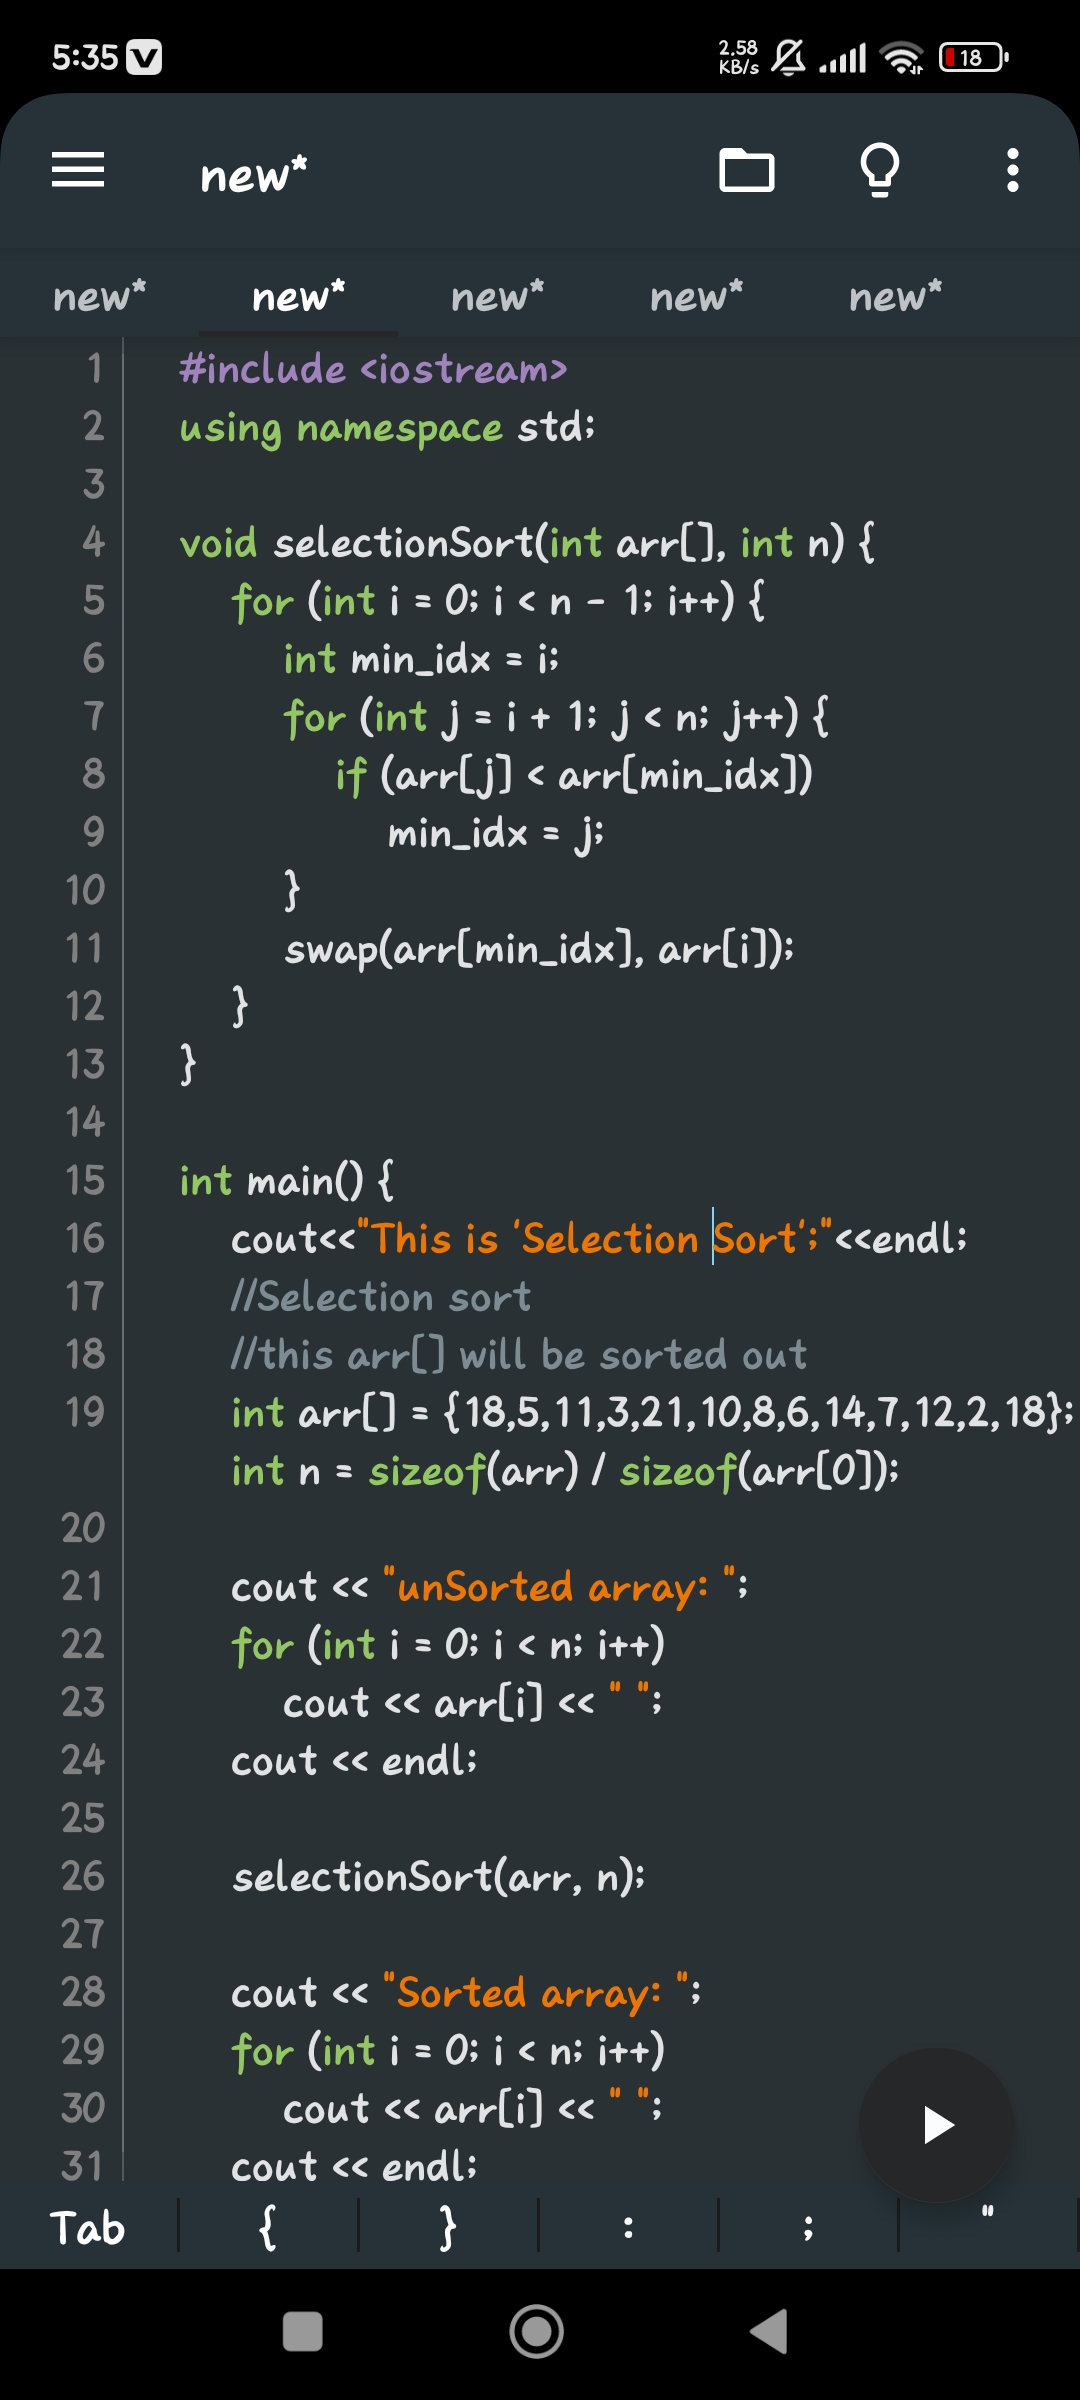 5:35 V 2.58 KB/s 18
new*
new* new* new* new* new*
1 #include <iostream>
2 using namespace std;
3
4 void selectionSort(int arr[], int n) {
5 for (int i = 0; i < n - 1; i++) {
6 int min_idx = i;
7 for (int j = i + 1; j < n; j++) {
8 if (arr[j] < arr[min_idx])
9 min_idx = j;
10 }
11 swap(arr[min_idx], arr[i]);
12 }
13 }
14
15 int main() {
16 cout<<"This is 'Selection Sort';"<<endl;
17 //Selection sort
18 //this arr[] will be sorted out
19 int arr[] = {18,5,11,3,21,10,8,6,14,7,12,2,18};
int n = sizeof(arr) / sizeof(arr[0]);
20
21 cout << "unSorted array: ";
22 for (int i = 0; i < n; i++)
23 cout << arr[i] << " ";
24 cout << endl;
25
26 selectionSort(arr, n);
27
28 cout << "Sorted array: ";
29 for (int i = 0; i < n; i++)
30 cout << arr[i] << " ";
31 cout << endl;
Tab { } : ; "